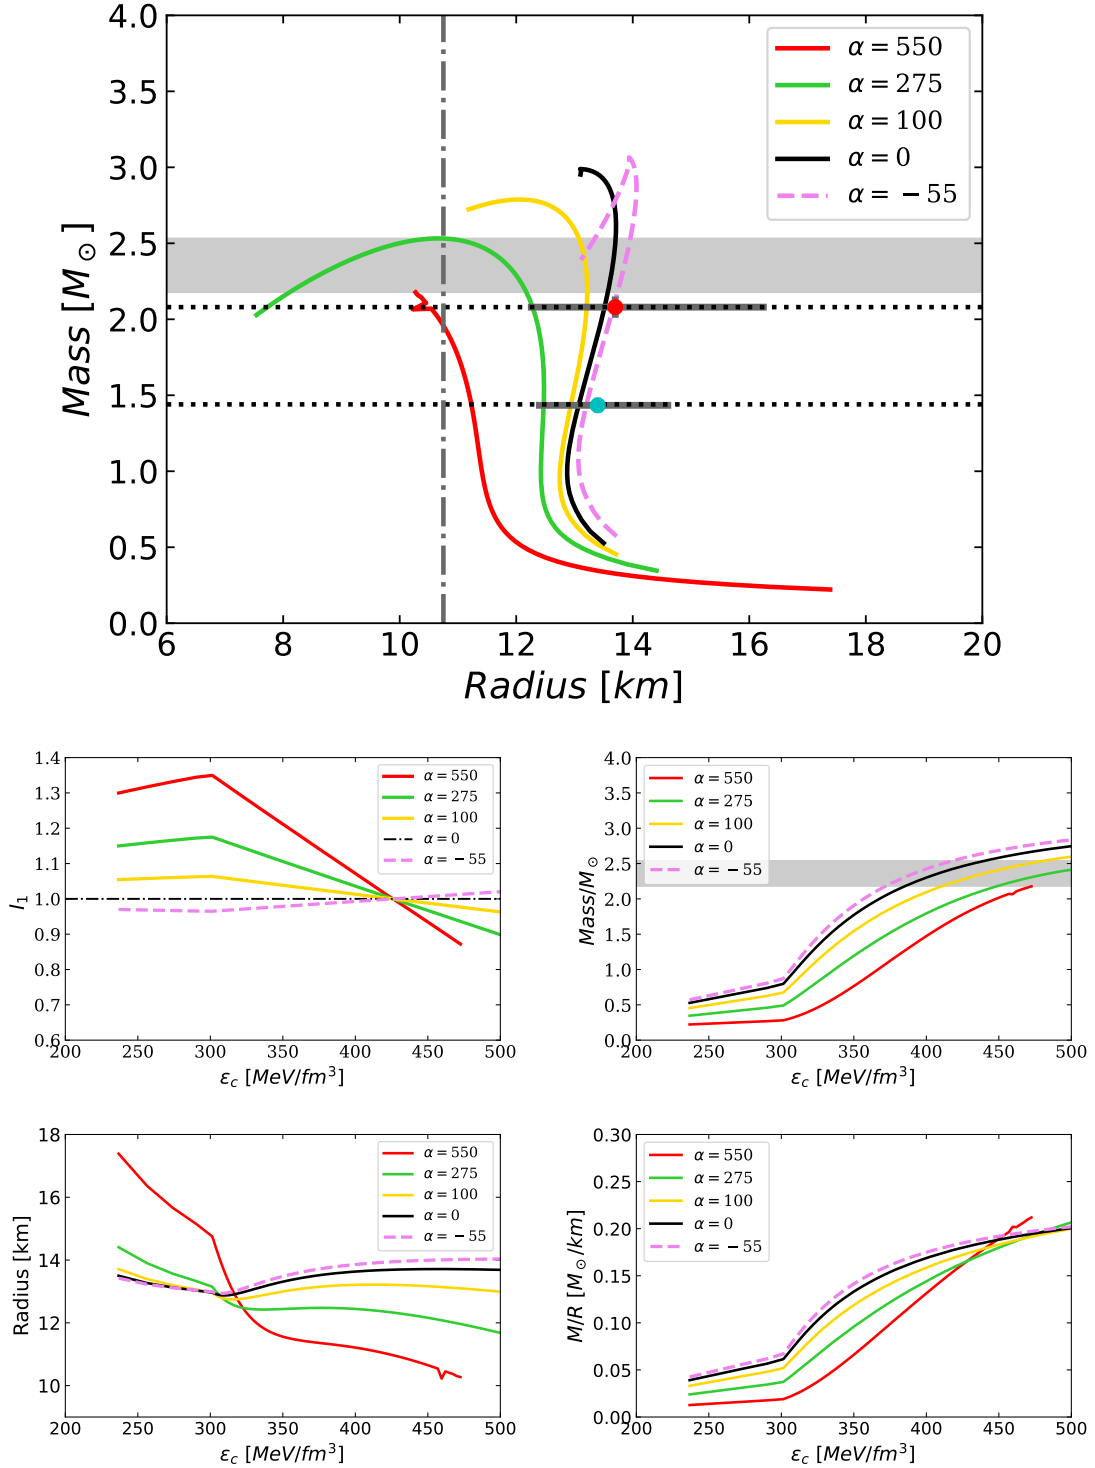 4.0
3.5
3.0
2.5
2.0
1.5
1.0
0.5
0.0
Mass [M⊙]
6 8 10 12 14 16 18 20
Radius [km]
α = 550
α = 275
α = 100
α = 0
α = −55
1.4
1.3
1.2
1.1
1.0
0.9
0.8
0.7
0.6
I₁
200 250 300 350 400 450 500
ε_c [MeV/fm³]
α = 550
α = 275
α = 100
α = 0
α = −55
4.0
3.5
3.0
2.5
2.0
1.5
1.0
0.5
0.0
Mass/M⊙
200 250 300 350 400 450 500
ε_c [MeV/fm³]
α = 550
α = 275
α = 100
α = 0
α = −55
18
16
14
12
10
Radius [km]
200 250 300 350 400 450 500
ε_c [MeV/fm³]
α = 550
α = 275
α = 100
α = 0
α = −55
0.30
0.25
0.20
0.15
0.10
0.05
0.00
M/R [M⊙/km]
200 250 300 350 400 450 500
ε_c [MeV/fm³]
α = 550
α = 275
α = 100
α = 0
α = −55